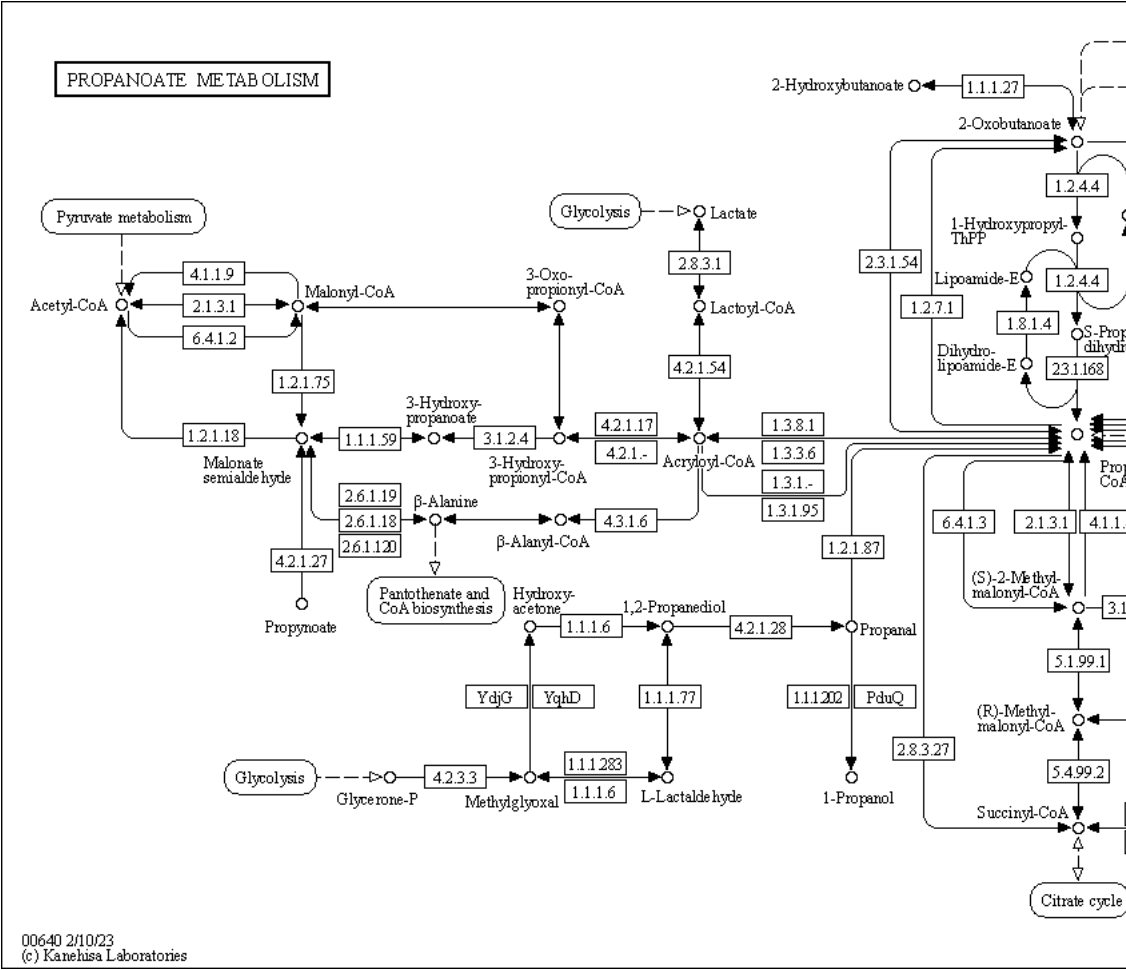 PROPANOATE METABOLISM
2-Hydroxybutanoate
1.1.1.27
2-Oxobutanoate
1.2.4.4
Pyruvate metabolism
Glycolysis
Lactate
1-Hydroxypropyl-
ThPP
2.3.1.54
2.8.3.1
4.1.1.9
3-Oxo-
propionyl-CoA
Lipoamide-E
1.2.4.4
Acetyl-CoA
2.1.3.1
Malonyl-CoA
Lactoyl-CoA
1.2.7.1
1.8.1.4
6.4.1.2
S-Prop
dihydr
Dihydro-
lipoamide-E
4.2.1.54
2.3.1.168
1.2.1.75
3-Hydroxy-
propanoate
4.2.1.17
1.3.8.1
1.2.1.18
1.1.1.59
3.1.2.4
4.2.1.-
1.3.3.6
Malonate
semialdehyde
3-Hydroxy-
propionyl-CoA
Acryloyl-CoA
Prop
CoA
1.3.1.-
1.3.1.95
2.6.1.19
β-Alanine
2.6.1.18
4.3.1.6
6.4.1.3
2.1.3.1
4.1.1.
2.6.1.120
β-Alanyl-CoA
1.2.1.87
4.2.1.27
(S)-2-Methyl-
malonyl-CoA
Pantothenate and
CoA biosynthesis
Hydroxy-
acetone
1,2-Propanediol
3.1
Propynoate
1.1.1.6
4.2.1.28
Propanal
5.1.99.1
YdjG
YqhD
1.1.1.77
1.1.1.202
PduQ
(R)-Methyl-
malonyl-CoA
2.8.3.27
Glycolysis
4.2.3.3
1.1.1.283
5.4.99.2
Glycerone-P
Methylglyoxal
1.1.1.6
L-Lactaldehyde
1-Propanol
Succinyl-CoA
Citrate cycle
00640 2/10/23
(c) Kanehisa Laboratories